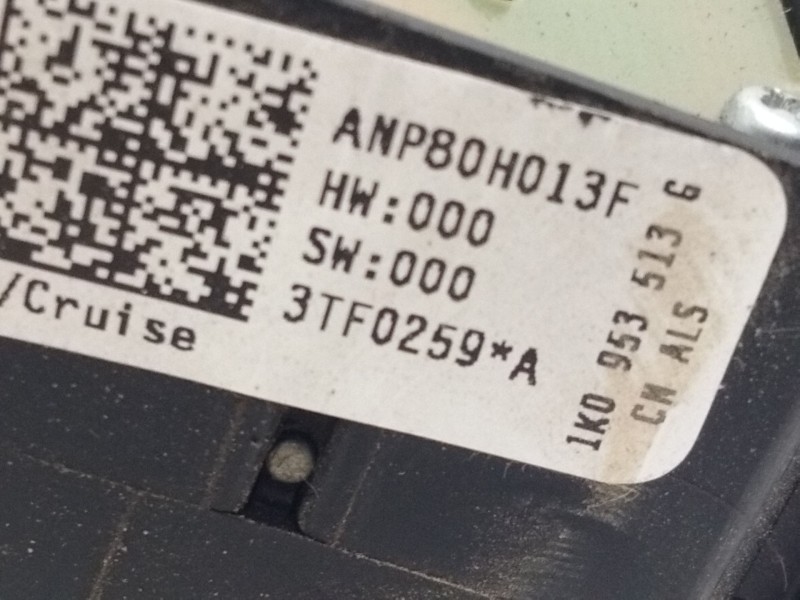 ANP80H013F
HW:000
SW:000
3TF0259*A
/Cruise
1K0 953 513 G
CM ALS